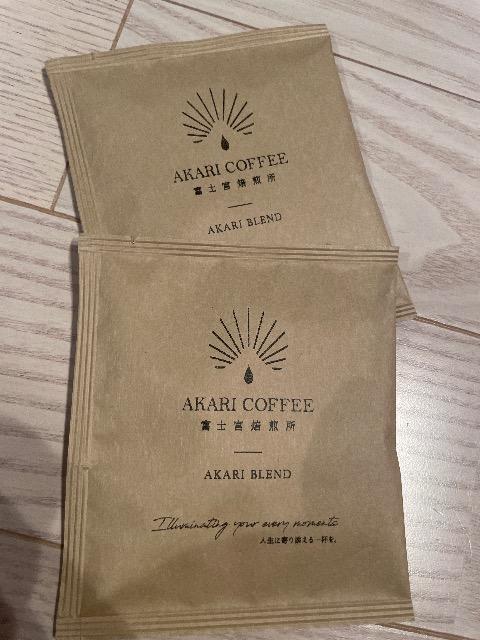 AKARI COFFEE
富士宮焙煎所
AKARI BLEND
AKARI COFFEE
富士宮焙煎所
AKARI BLEND
Illuminating your every moments
人生に寄り添える一杯を。